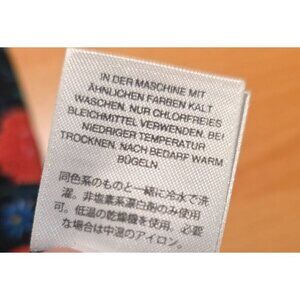 IN DER MASCHINE MIT
ÄHNLICHEN FARBEN KALT
WASCHEN. NUR CHLORFREIES
BLEICHMITTEL VERWENDEN. BEI
NIEDRIGER TEMPERATUR
TROCKNEN. NACH BEDARF WARM
BÜGELN.
同色系のものと一緒に冷水で洗
濯。非塩素系漂白剤のみ使用
可。低温の乾燥機を使用。必要
な場合は中温のアイロン。